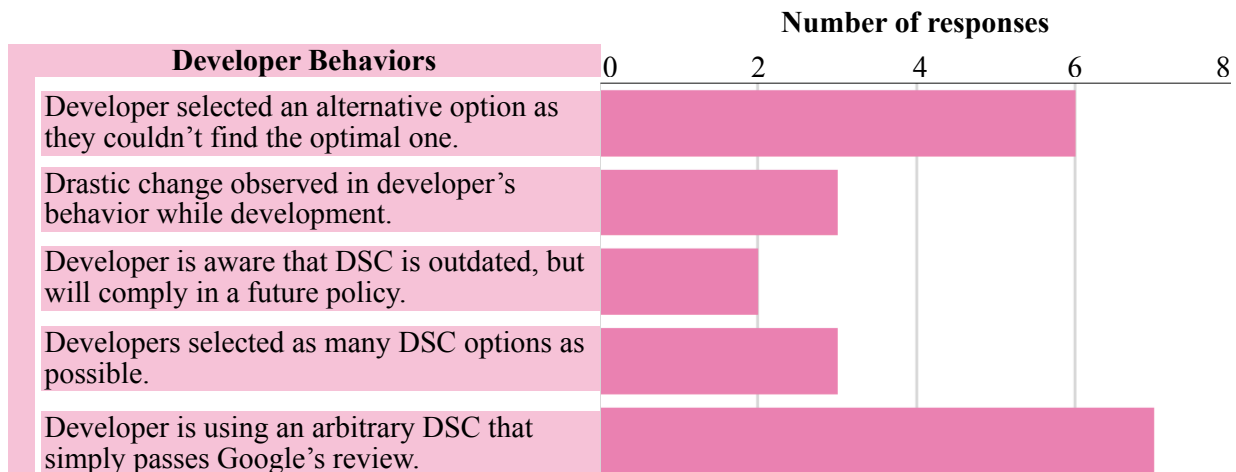 Number of responses
Developer Behaviors
0 2 4 6 8
Developer selected an alternative option as
they couldn’t find the optimal one.
Drastic change observed in developer’s
behavior while development.
Developer is aware that DSC is outdated, but
will comply in a future policy.
Developers selected as many DSC options as
possible.
Developer is using an arbitrary DSC that
simply passes Google’s review.